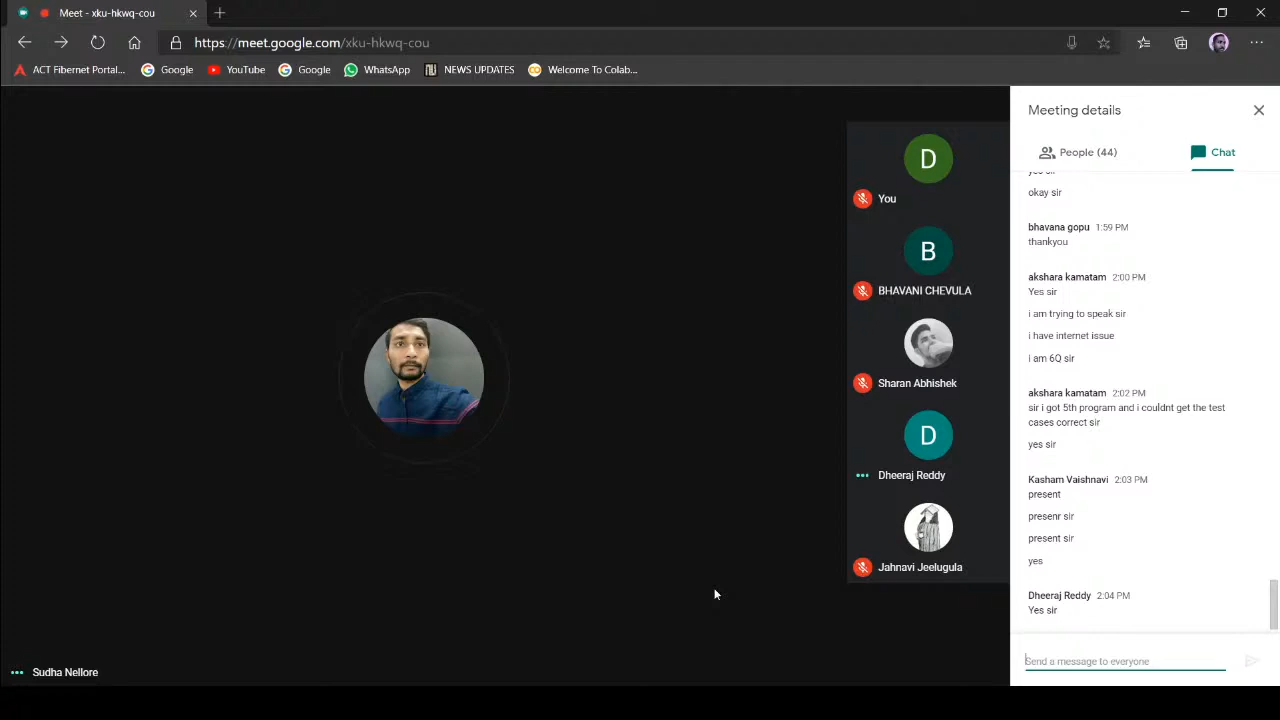 Meet - xku-hkwq-cou
https://meet.google.com/xku-hkwq-cou
ACT Fibernet Portal...
Google
YouTube
Google
WhatsApp
NEWS UPDATES
Welcome To Colab...
Meeting details
People (44)
Chat
yes sir
okay sir
bhavana gopu 1:59 PM
thankyou
akshara kamatam 2:00 PM
Yes sir
i am trying to speak sir
i have internet issue
i am 6Q sir
akshara kamatam 2:02 PM
sir i got 5th program and i couldnt get the test
cases correct sir
yes sir
Kasham Vaishnavi 2:03 PM
present
presenr sir
present sir
yes
Dheeraj Reddy 2:04 PM
Yes sir
Send a message to everyone
D
You
B
BHAVANI CHEVULA
Sharan Abhishek
D
Dheeraj Reddy
Jahnavi Jeelugula
Sudha Nellore